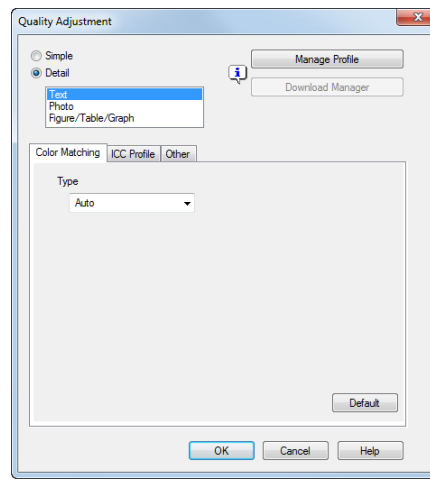 Quality Adjustment
Simple
Detail
Manage Profile
Download Manager
Text
Photo
Figure/Table/Graph
Color Matching ICC Profile Other
Type
Auto
Default
OK Cancel Help